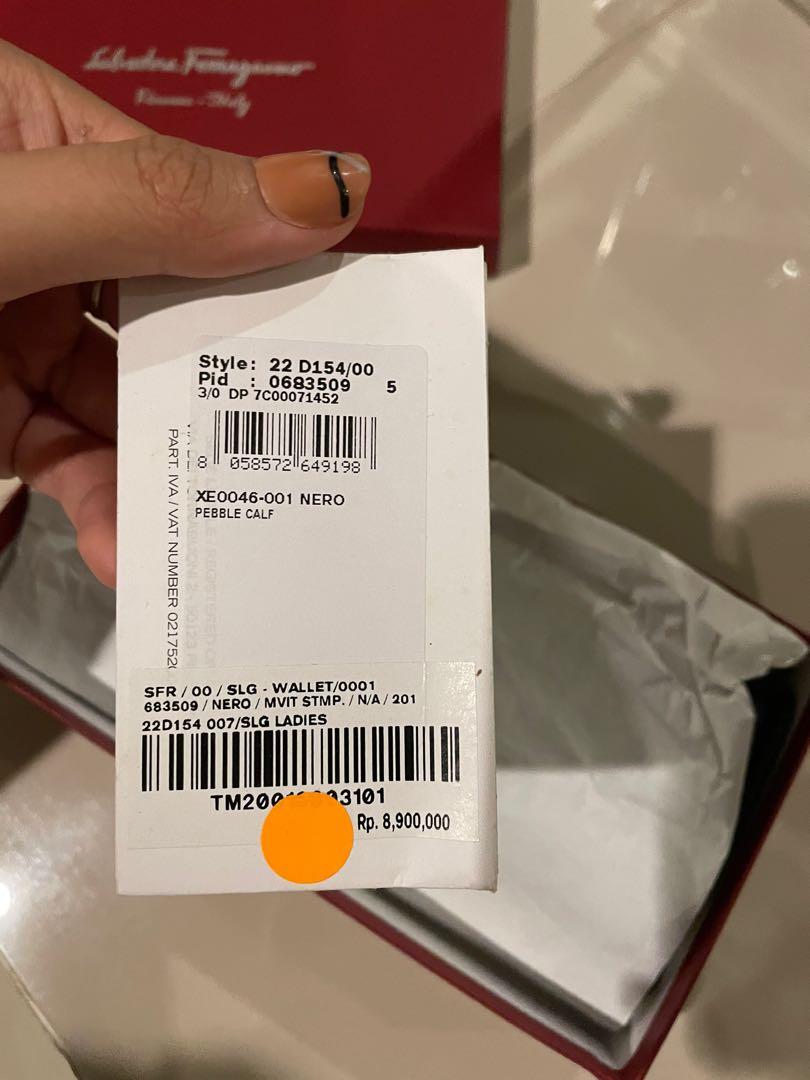 Salvatore Ferragamo
Firenze - Italy
Style: 22 D154/00
Pid : 0683509 5
3/0 DP 7C00071452
8 058572 649198
XE0046-001 NERO
PEBBLE CALF
PART. IVA / VAT NUMBER
SFR / 00 / SLG - WALLET/0001
683509 / NERO / MVIT STMP. / N/A / 201
22D154 007/SLG LADIES
Rp. 8,900,000